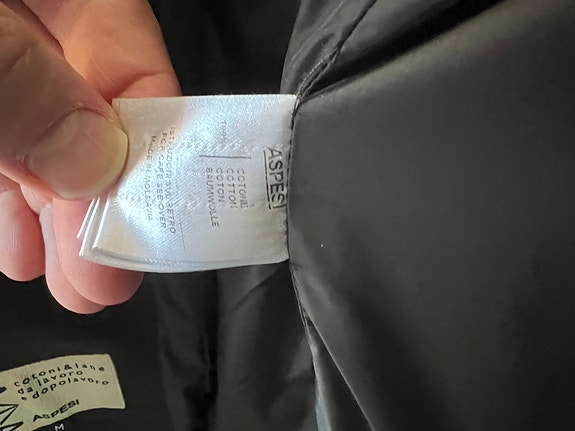 ASPESI
COTONE
COTTON
COTON
BAUMWOLLE
ISTRUZIONI SUL RETRO
FOR CARE SEE OVER
MADE IN MOLDAVIA
cotoni&lane
da lavoro
e dopolavoro
ASPESI
M